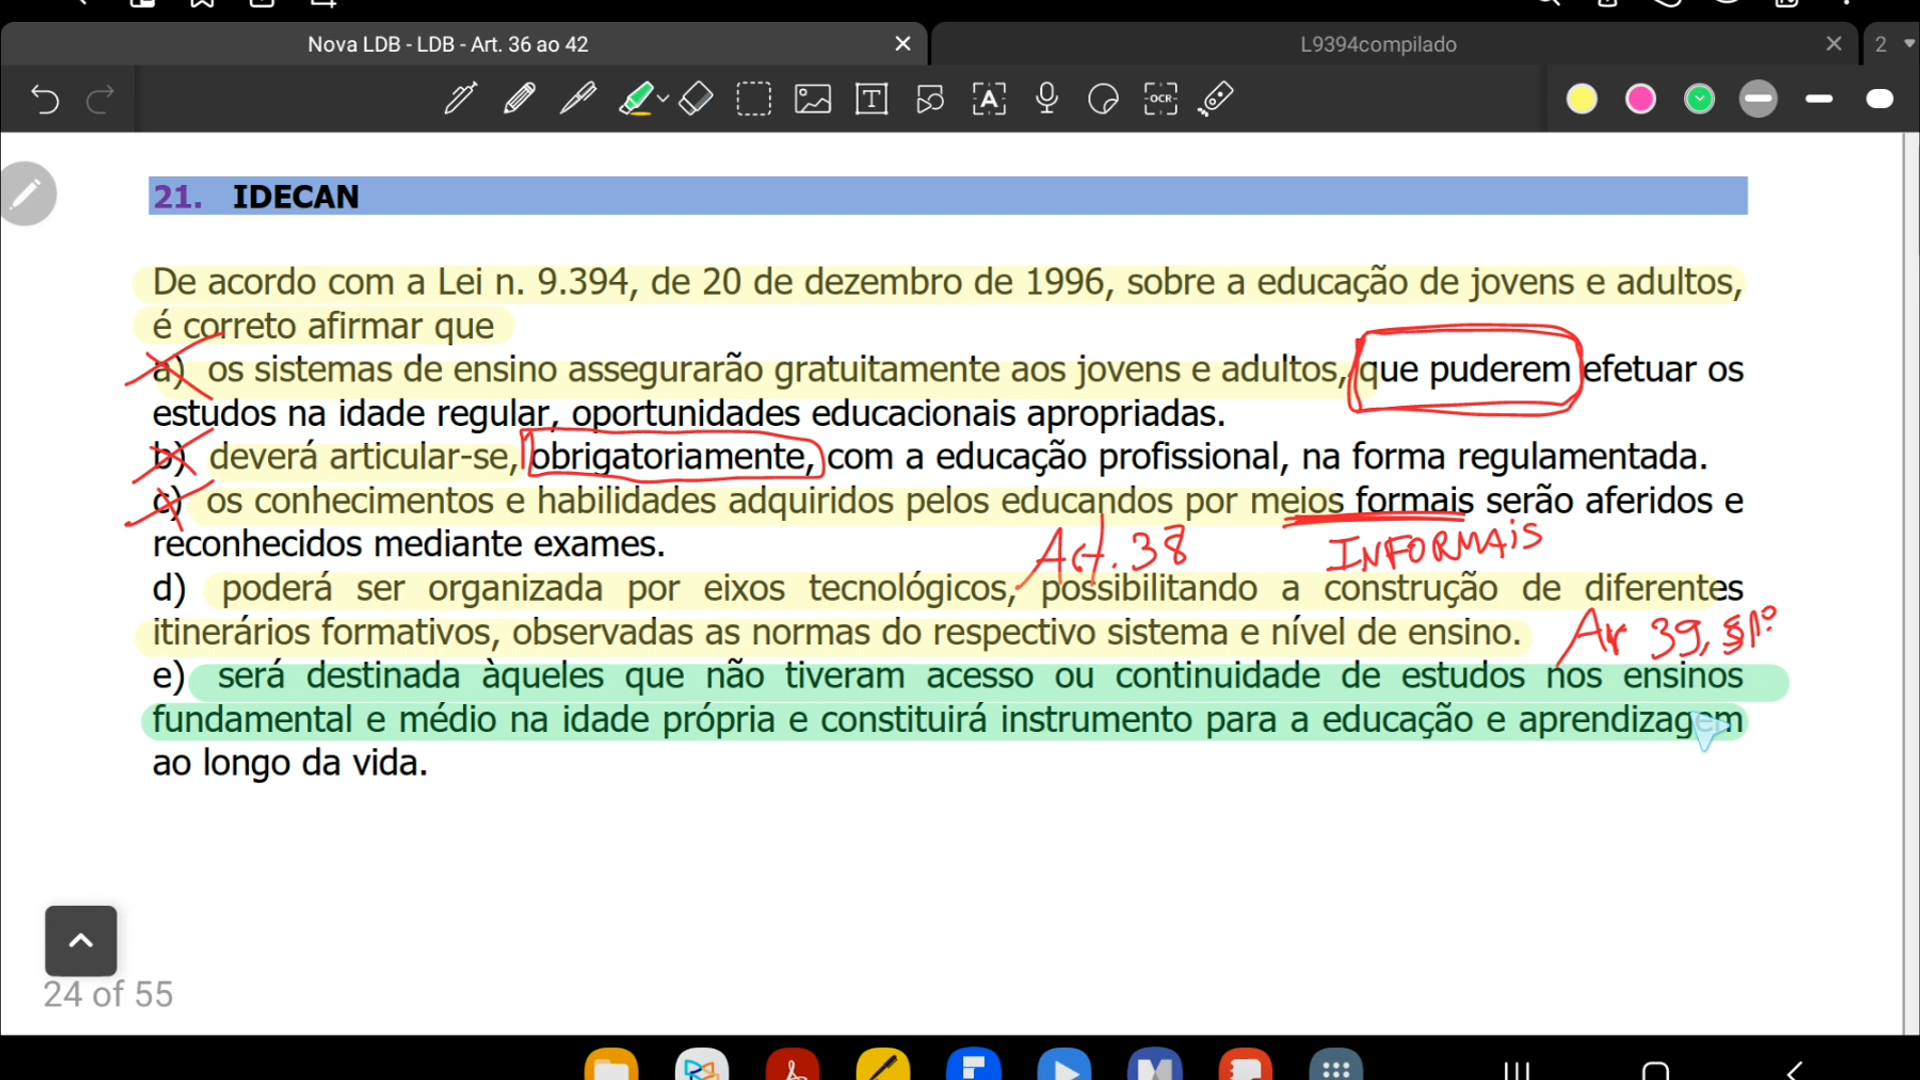 Nova LDB - LDB - Art. 36 ao 42
L9394compilado
2
T
A
OCR
21. IDECAN
De acordo com a Lei n. 9.394, de 20 de dezembro de 1996, sobre a educação de jovens e adultos,
é correto afirmar que
a) os sistemas de ensino assegurarão gratuitamente aos jovens e adultos, que puderem efetuar os
estudos na idade regular, oportunidades educacionais apropriadas.
b) deverá articular-se, obrigatoriamente, com a educação profissional, na forma regulamentada.
c) os conhecimentos e habilidades adquiridos pelos educandos por meios formais serão aferidos e
reconhecidos mediante exames.
Act. 38 INFORMAIS
d) poderá ser organizada por eixos tecnológicos, possibilitando a construção de diferentes
itinerários formativos, observadas as normas do respectivo sistema e nível de ensino. Ar 39, §1º
e) será destinada àqueles que não tiveram acesso ou continuidade de estudos nos ensinos
fundamental e médio na idade própria e constituirá instrumento para a educação e aprendizagem
ao longo da vida.
24 of 55